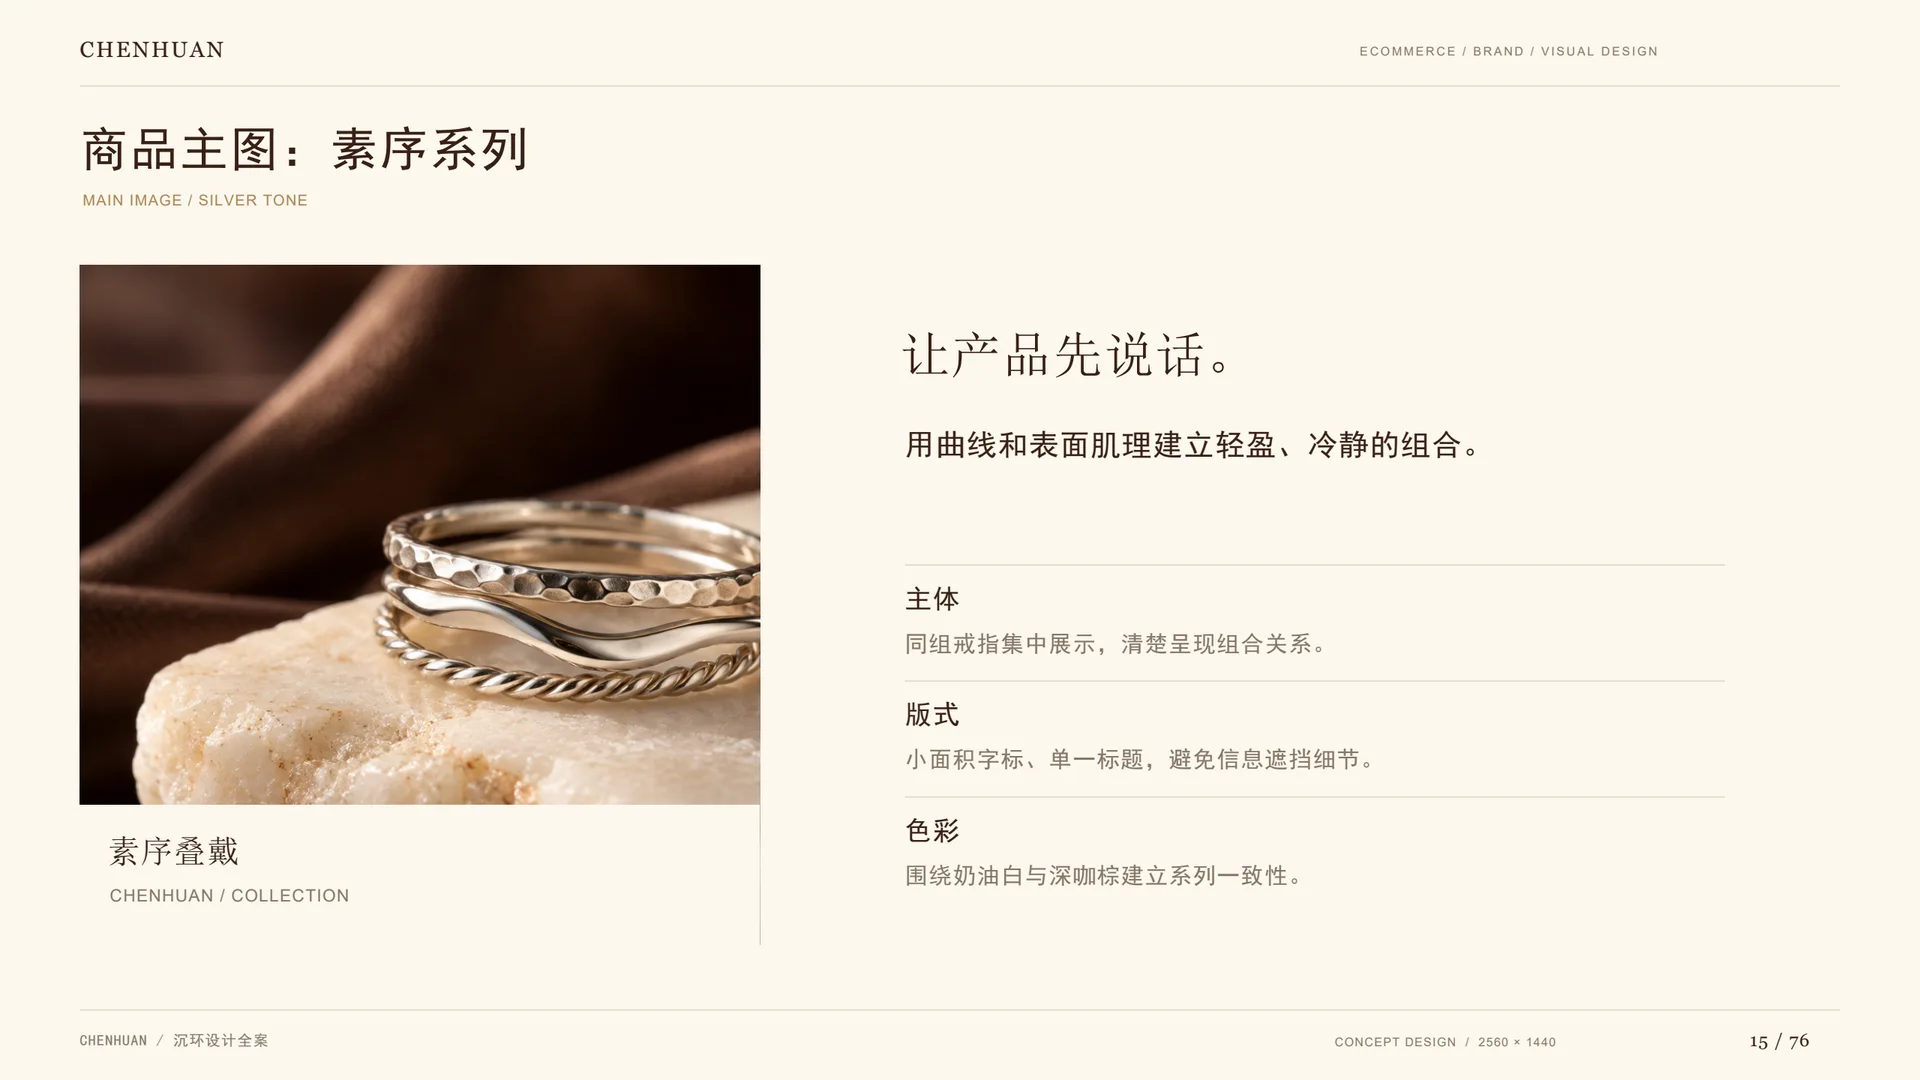 CHENHUAN
ECOMMERCE / BRAND / VISUAL DESIGN
商品主图：素序系列
MAIN IMAGE / SILVER TONE
让产品先说话。
用曲线和表面肌理建立轻盈、冷静的组合。
主体
同组戒指集中展示，清楚呈现组合关系。
版式
小面积字标、单一标题，避免信息遮挡细节。
色彩
围绕奶油白与深咖棕建立系列一致性。
素序叠戴
CHENHUAN / COLLECTION
CHENHUAN / 沉环设计全案
CONCEPT DESIGN / 2560 × 1440
15 / 76